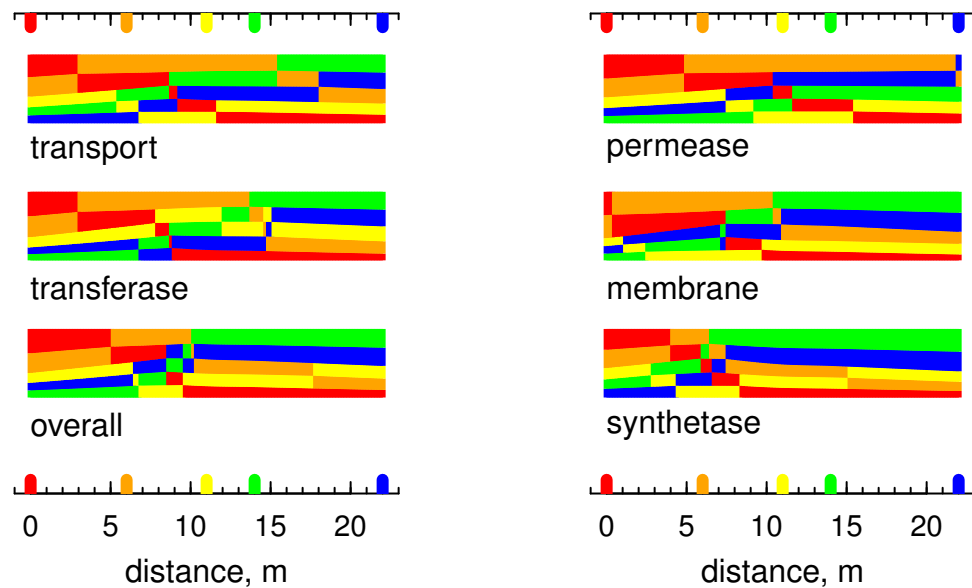 transport
permease
transferase
membrane
overall
synthetase
0 5 10 15 20
0 5 10 15 20
distance, m
distance, m